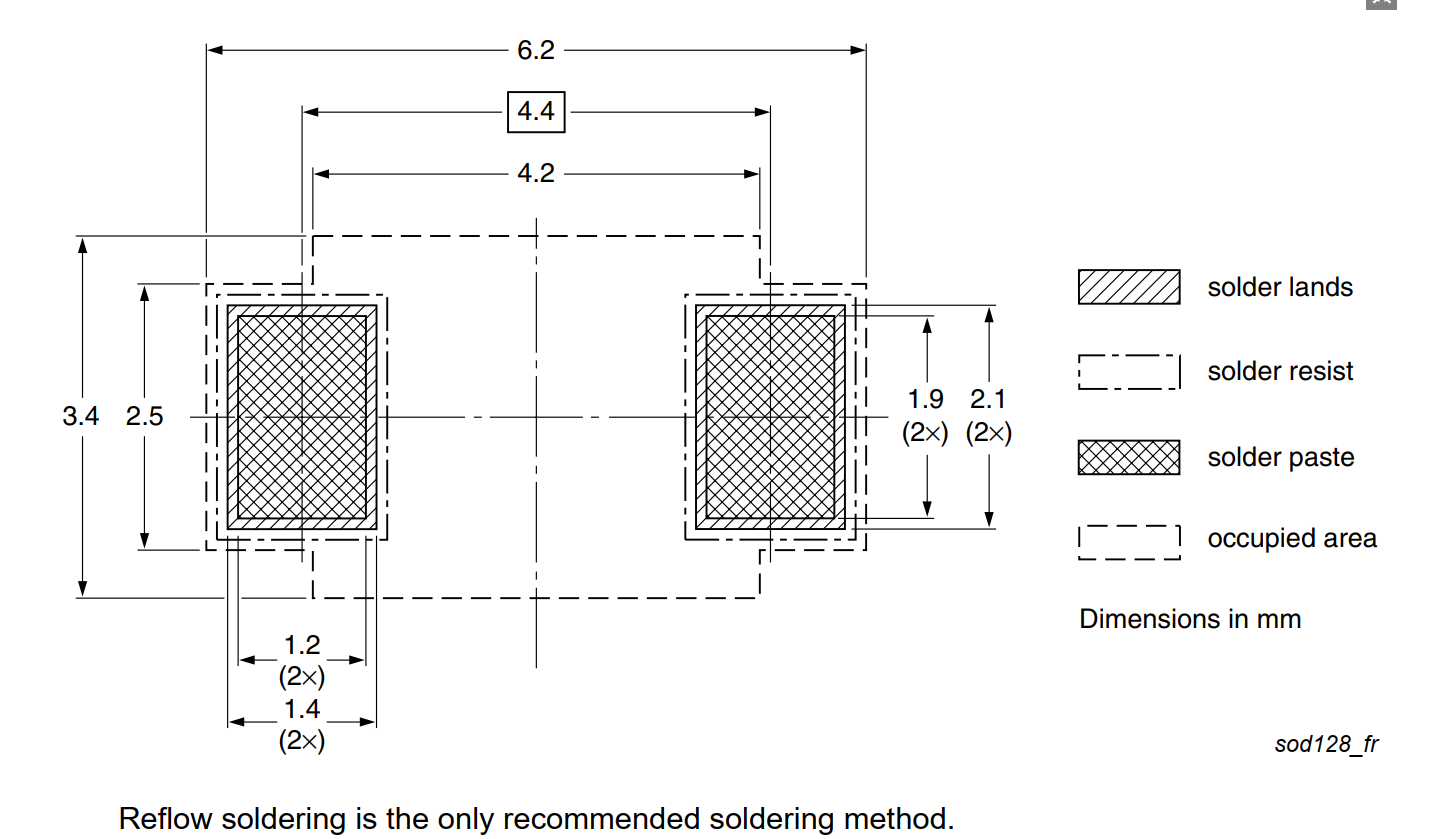 6.2
4.4
4.2
solder lands
solder resist
3.4
2.5
1.9
(2×)
2.1
(2×)
solder paste
occupied area
Dimensions in mm
1.2
(2×)
1.4
(2×)
sod128_fr
Reflow soldering is the only recommended soldering method.